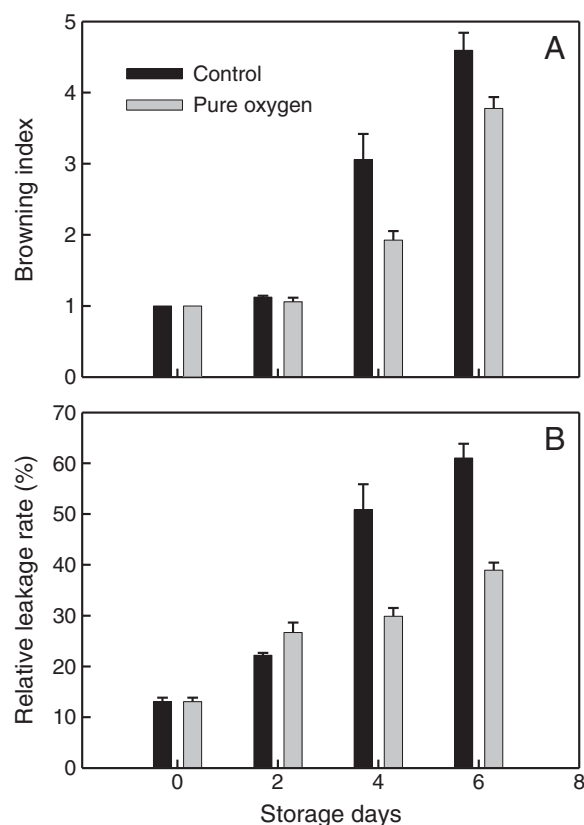 A
Control
Pure oxygen
Browning index
5
4
3
2
1
0
B
Relative leakage rate (%)
70
60
50
40
30
20
10
0
0 2 4 6 8
Storage days